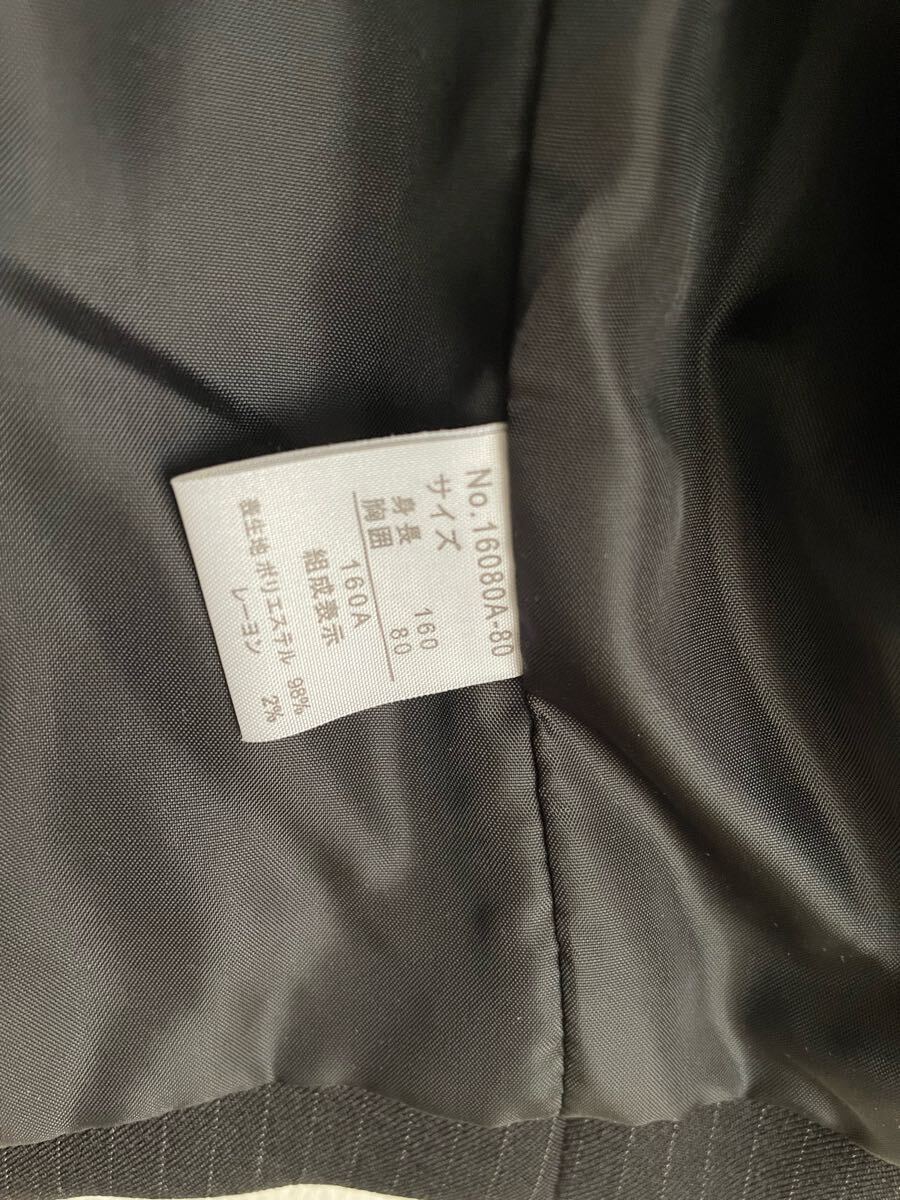 No.16080A-80
サイズ
身長 160
胸囲 80
160A
組成表示
表生地 ポリエステル 98%
レーヨン 2%